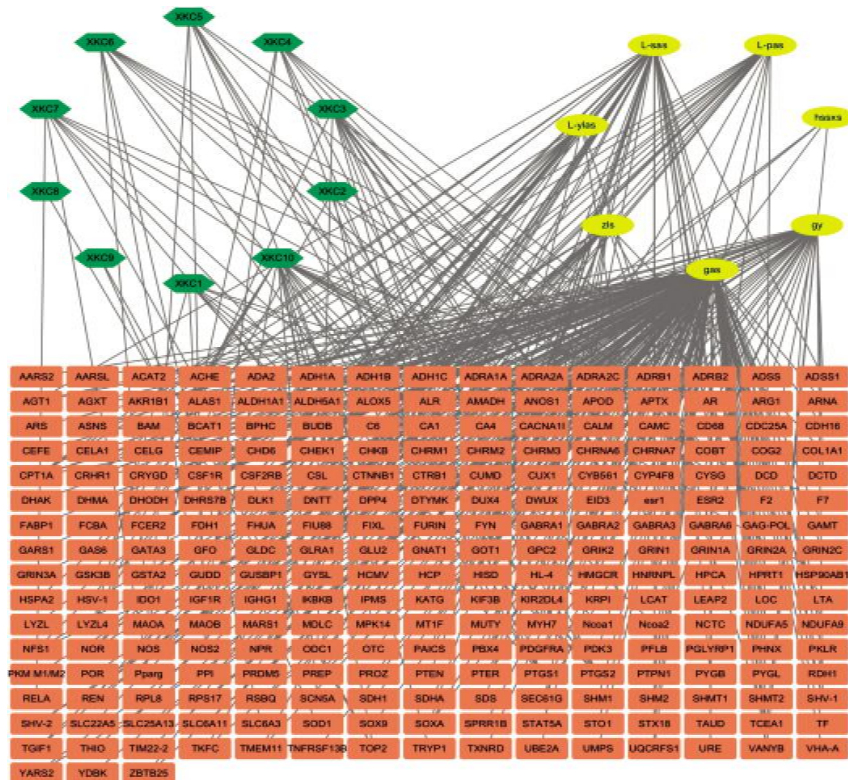 XKC5
XKC6 XKC4 L-sas L-pas
XKC7 XKC3 hsaxs
L-ylas
XKC8 XKC2
zls gy
XKC9 XKC10
XKC1 gas
AARS2 AARSL ACAT2 ACHE ADA2 ADH1A ADH1B ADH1C ADRA1A ADRA2A ADRA2C ADRB1 ADRB2 ADSS ADSS1
AGT1 AGXT AKR1B1 ALAS1 ALDH1A1 ALDH5A1 ALOX5 ALR AMADH ANOS1 APOD APTX AR ARG1 ARNA
ARS ASNS BAM BCAT1 BPHC BUDB C6 CA1 CA4 CACNA1I CALM CAMC CD68 CDC25A CDH16
CEFE CELA1 CELG CEMIP CHD6 CHEK1 CHKB CHRM1 CHRM2 CHRM3 CHRNA6 CHRNA7 COBT COG2 COL1A1
CPT1A CRHR1 CRYGD CSF1R CSF2RB CSL CTNNB1 CTRB1 CUMD CUX1 CYB561 CYP4F8 CYSG DCD DCTD
DHAK DHMA DHODH DHRS7B DLK1 DNTT DPP4 DTYMK DUX4 DWUX EID3 esr1 ESR2 F2 F7
FABP1 FCBA FCER2 FDH1 FHUA FIU88 FIXL FURIN FYN GABRA1 GABRA2 GABRA3 GABRA6 GAG-POL GAMT
GARS1 GAS6 GATA3 GFO GLDC GLRA1 GLU2 GNAT1 GOT1 GPC2 GRIK2 GRIN1 GRIN1A GRIN2A GRIN2C
GRIN3A GSK3B GSTA2 GUDD GUSBP1 GYSL HCMV HCP HISD HL-4 HMGCR HNRNPL HPCA HPRT1 HSP90AB1
HSPA2 HSV-1 IDO1 IGF1R IGHG1 IKBKB IPMS KATG KIF3B KIR2DL4 KRPI LCAT LEAP2 LOC LTA
LYZL LYZL4 MAOA MAOB MARS1 MDLC MPK14 MT1F MUTY MYH7 Ncoa1 Ncoa2 NCTC NDUFA5 NDUFA9
NFS1 NOR NOS NOS2 NPR ODC1 OTC PAICS PBX4 PDGFRA PDK3 PFLB PGLYRP1 PHNX PKLR
PKM M1/M2 POR Pparg PPI PRDM5 PREP PROZ PTEN PTER PTGS1 PTGS2 PTPN1 PYGB PYGL RDH1
RELA REN RPL8 RPS17 RSBQ SCN5A SDH1 SDHA SDS SEC61G SHM1 SHM2 SHMT1 SHMT2 SHV-1
SHV-2 SLC22A5 SLC25A13 SLC6A11 SLC6A3 SOD1 SOX9 SOXA SPRR1B STAT5A STO1 STX18 TAUD TCEA1 TF
TGIF1 THIO TIM22-2 TKFC TMEM11 TNFRSF13B TOP2 TRYP1 TXNRD UBE2A UMPS UQCRFS1 URE VANYB VHA-A
YARS2 YDBK ZBTB25